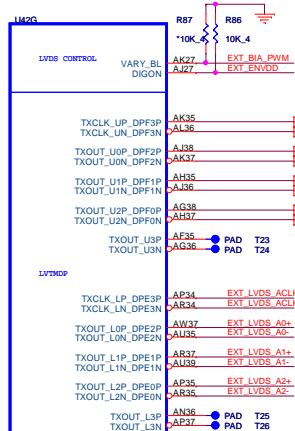 U42G
R87 R86
*10K_4 10K_4
LVDS CONTROL
VARY_BL AK27 EXT_BIA_PWM
DIGON AJ27 EXT_ENVDD
TXCLK_UP_DPF3P AK35
TXCLK_UN_DPF3N AL36
TXOUT_U0P_DPF2P AJ38
TXOUT_U0N_DPF2N AK37
TXOUT_U1P_DPF1P AH35
TXOUT_U1N_DPF1N AJ36
TXOUT_U2P_DPF0P AG38
TXOUT_U2N_DPF0N AH37
TXOUT_U3P AF35 PAD T23
TXOUT_U3N AG36 PAD T24
LVTMDP
TXCLK_LP_DPE3P AP34 EXT_LVDS_ACL
TXCLK_LN_DPE3N AR34 EXT_LVDS_ACL
TXOUT_L0P_DPE2P AW37 EXT_LVDS_A0+
TXOUT_L0N_DPE2N AU35 EXT_LVDS_A0-
TXOUT_L1P_DPE1P AR37 EXT_LVDS_A1+
TXOUT_L1N_DPE1N AU39 EXT_LVDS_A1-
TXOUT_L2P_DPE0P AP35 EXT_LVDS_A2+
TXOUT_L2N_DPE0N AR35 EXT_LVDS_A2-
TXOUT_L3P AN36 PAD T25
TXOUT_L3N AP37 PAD T26